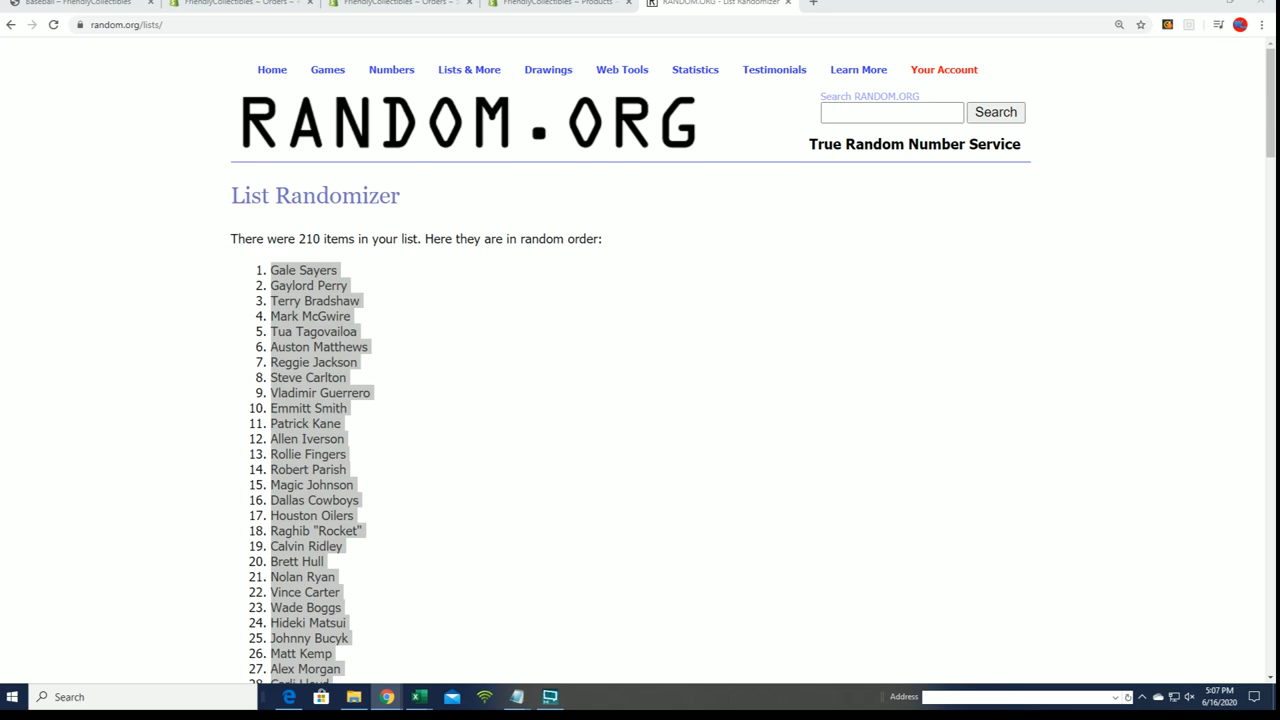 Baseball – FriendlyCollectibles
FriendlyCollectibles ~ Orders ~
FriendlyCollectibles ~ Orders ~
FriendlyCollectibles ~ Products ~
RANDOM.ORG - List Randomizer
random.org/lists/
Home Games Numbers Lists & More Drawings Web Tools Statistics Testimonials Learn More Your Account
RANDOM.ORG
Search RANDOM.ORG
Search
True Random Number Service
List Randomizer
There were 210 items in your list. Here they are in random order:
1. Gale Sayers
2. Gaylord Perry
3. Terry Bradshaw
4. Mark McGwire
5. Tua Tagovailoa
6. Auston Matthews
7. Reggie Jackson
8. Steve Carlton
9. Vladimir Guerrero
10. Emmitt Smith
11. Patrick Kane
12. Allen Iverson
13. Rollie Fingers
14. Robert Parish
15. Magic Johnson
16. Dallas Cowboys
17. Houston Oilers
18. Raghib "Rocket"
19. Calvin Ridley
20. Brett Hull
21. Nolan Ryan
22. Vince Carter
23. Wade Boggs
24. Hideki Matsui
25. Johnny Bucyk
26. Matt Kemp
27. Alex Morgan
28. Carli Lloyd
Search
Address
5:07 PM
6/16/2020